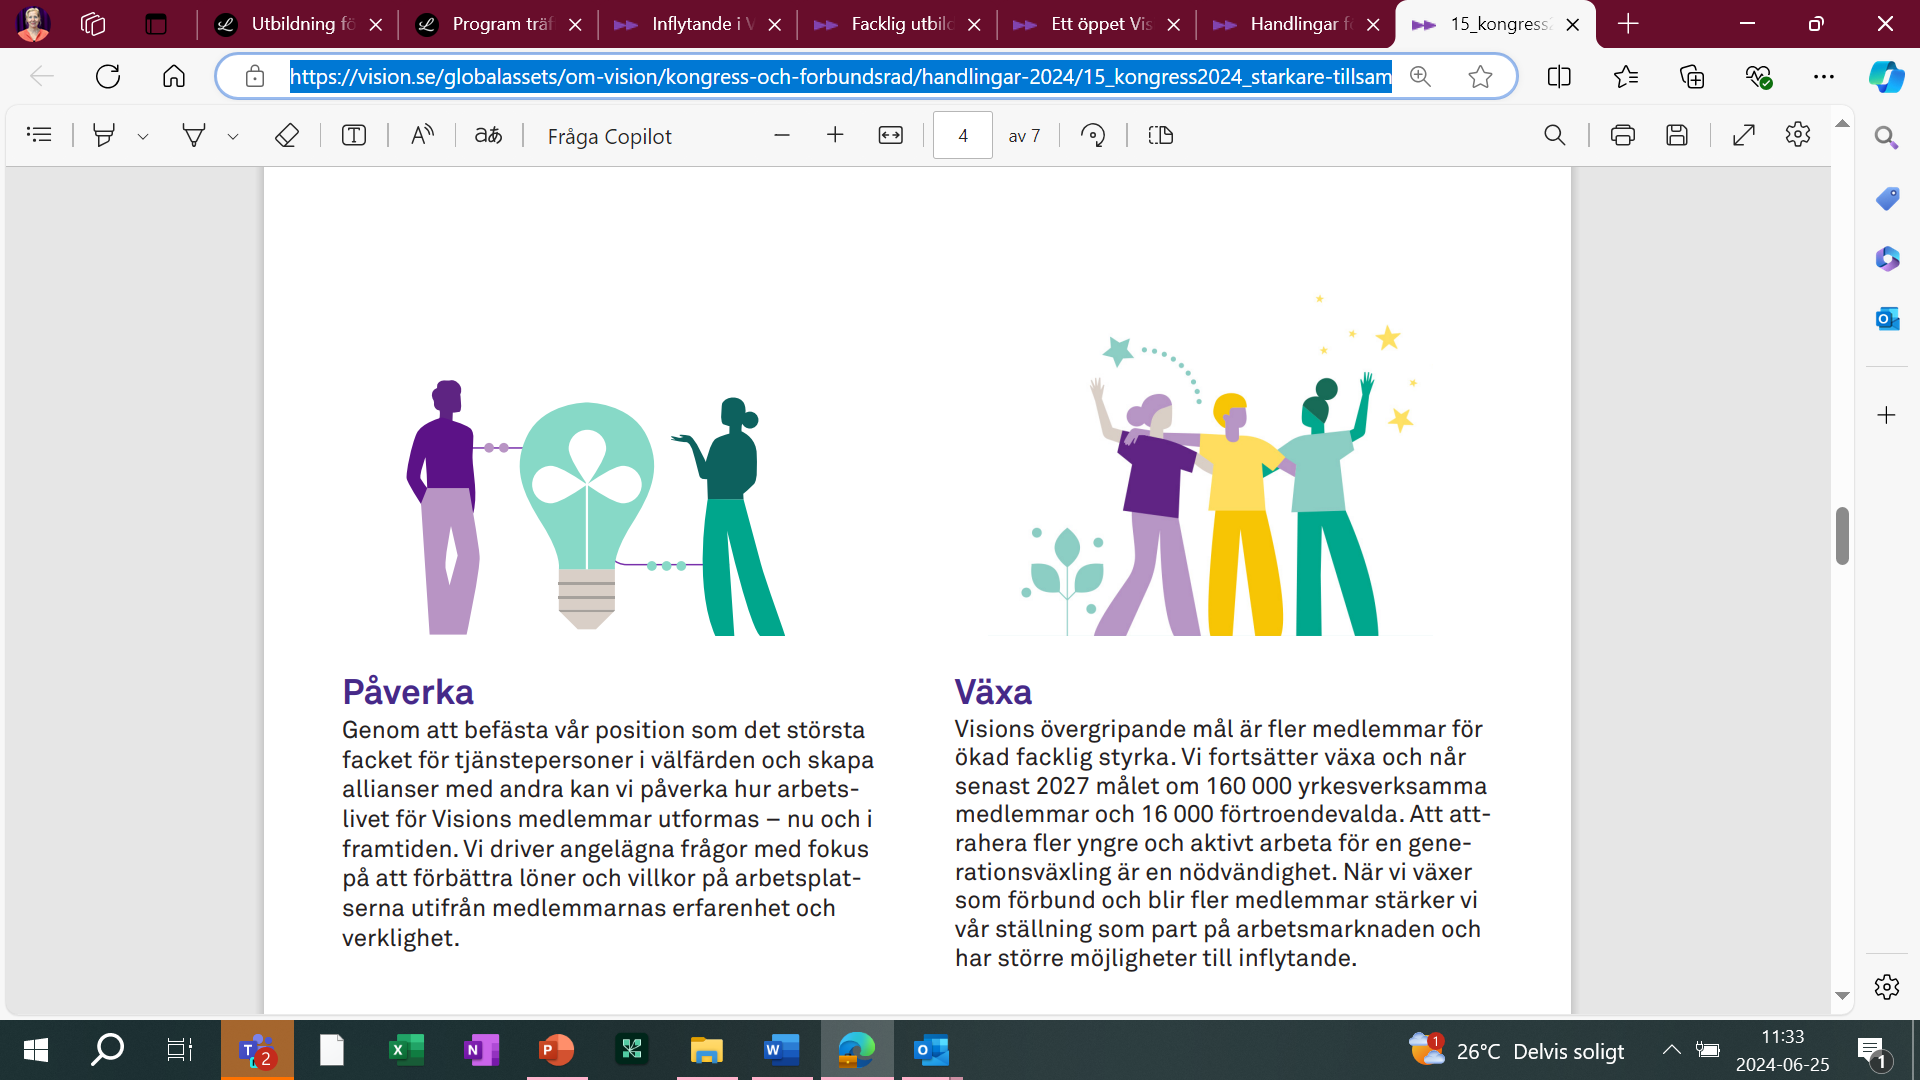 Utbildning fö
Program träf
Inflytande i V
Facklig utbild
Ett öppet Vis
Handlingar fö
15_kongress2
https://vision.se/globalassets/om-vision/kongress-och-forbundsrad/handlingar-2024/15_kongress2024_starkare-tillsam
Fråga Copilot
4
av 7
Påverka
Genom att befästa vår position som det största
facket för tjänstepersoner i välfärden och skapa
allianser med andra kan vi påverka hur arbets-
livet för Visions medlemmar utformas – nu och i
framtiden. Vi driver angelägna frågor med fokus
på att förbättra löner och villkor på arbetsplat-
serna utifrån medlemmarnas erfarenhet och
verklighet.
Växa
Visions övergripande mål är fler medlemmar för
ökad facklig styrka. Vi fortsätter växa och når
senast 2027 målet om 160 000 yrkesverksamma
medlemmar och 16 000 förtroendevalda. Att att-
rahera fler yngre och aktivt arbeta för en gene-
rationsväxling är en nödvändighet. När vi växer
som förbund och blir fler medlemmar stärker vi
vår ställning som part på arbetsmarknaden och
har större möjligheter till inflytande.
2
1
26°C Delvis soligt
11:33
2024-06-25
1